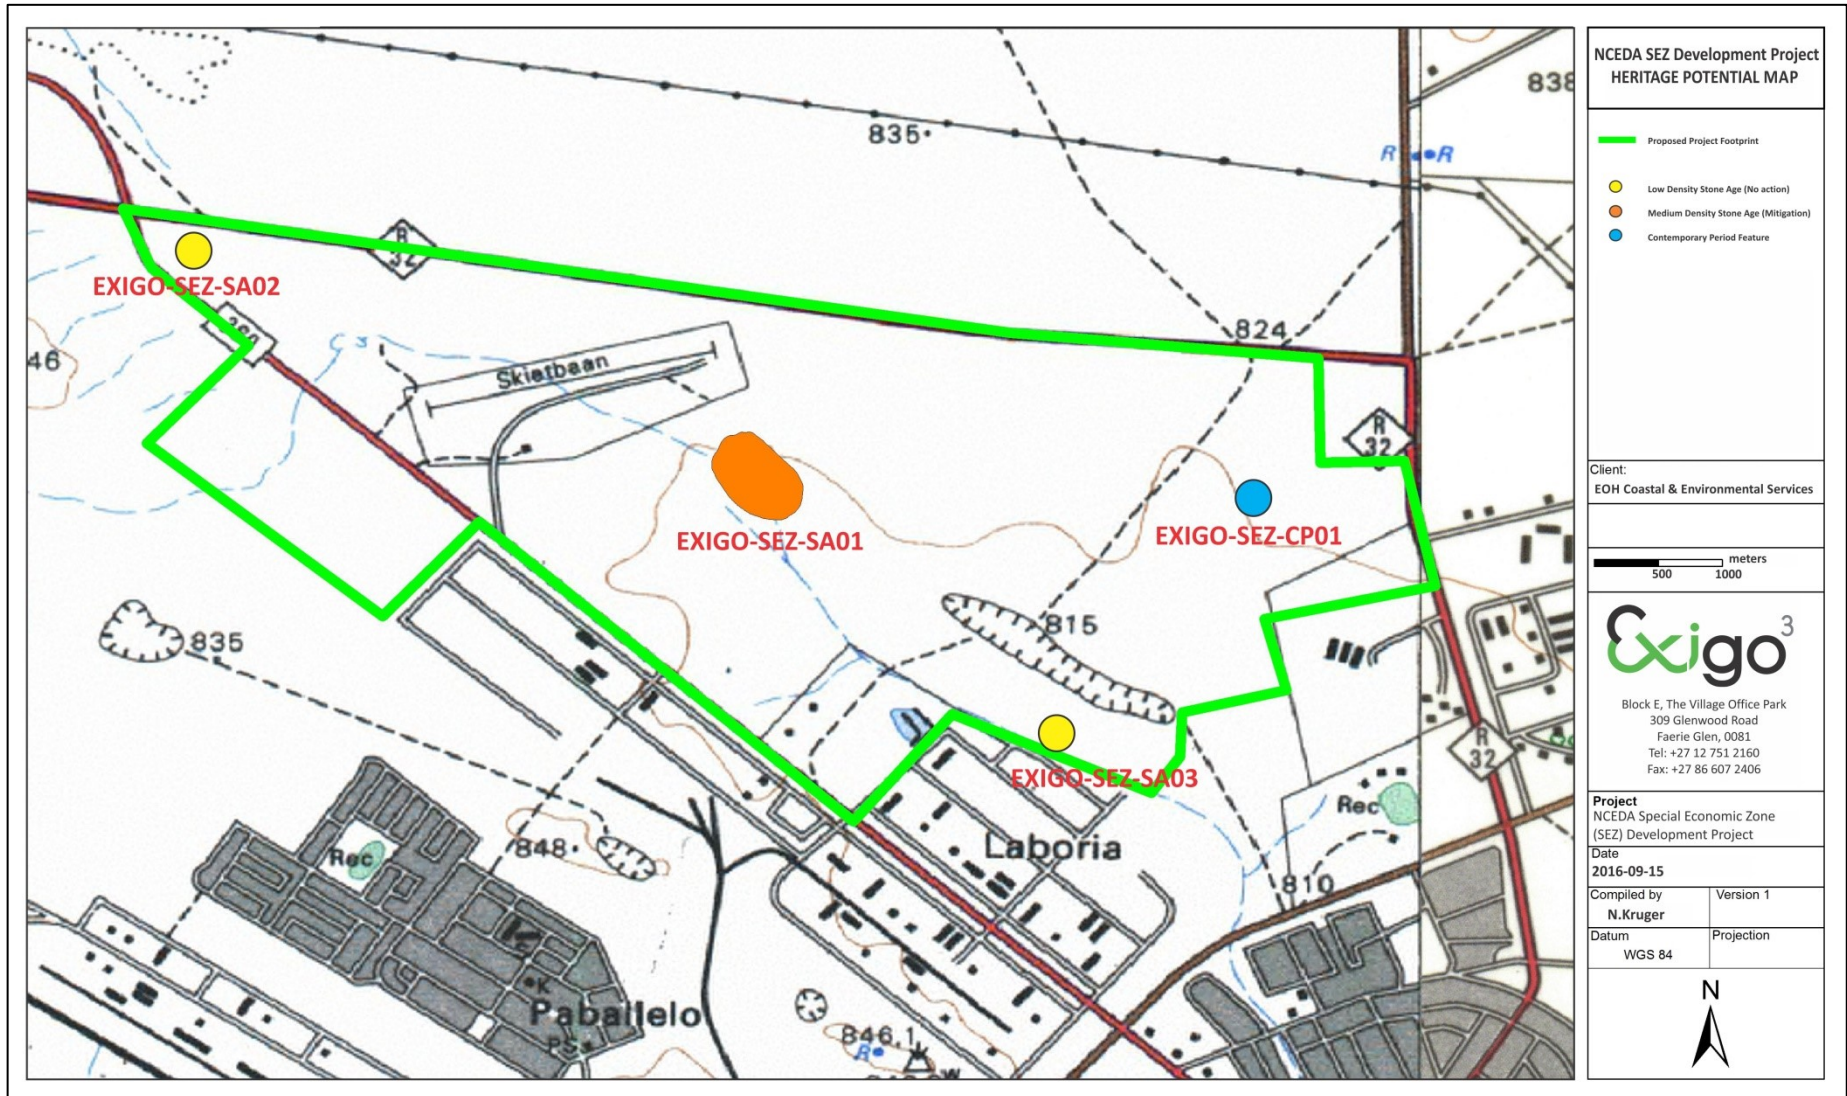 NCEDA SEZ Development Project
HERITAGE POTENTIAL MAP
Proposed Project Footprint
Low Density Stone Age (No action)
Medium Density Stone Age (Mitigation)
Contemporary Period Feature
Client:
EOH Coastal & Environmental Services
meters
500 1000
Exigo3
Block E, The Village Office Park
309 Glenwood Road
Faerie Glen, 0081
Tel: +27 12 751 2160
Fax: +27 86 607 2406
Project
NCEDA Special Economic Zone
(SEZ) Development Project
Date
2016-09-15
Compiled by
N.Kruger
Version 1
Datum
WGS 84
Projection
N
838
835
R R
R
32
EXIGO-SEZ-SA02
824
46
Skietbaan
R
32
EXIGO-SEZ-SA01
EXIGO-SEZ-CP01
815
835
R
32
EXIGO-SEZ-SA03
Rec
Laboria
848
Rec
810
K
Paballelo
PS
846,1
R
W